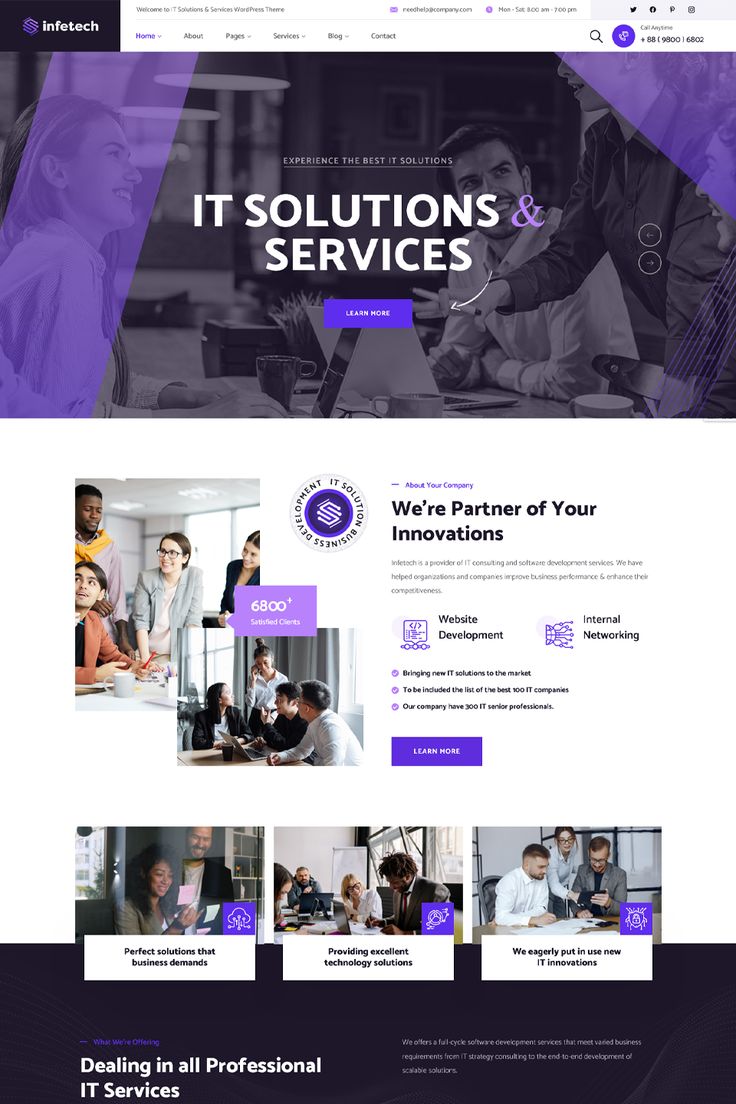 infetech
Welcome to IT Solutions & Services WordPress Theme
needhelp@company.com
Mon - Sat: 8.00 am - 7.00 pm
Home
About
Pages
Services
Blog
Contact
Call Anytime
+ 88 ( 9800 ) 6802
EXPERIENCE THE BEST IT SOLUTIONS
IT SOLUTIONS &
SERVICES
LEARN MORE
IT SOLUTION BUSINESS DEVELOPMENT
6800+
Satisfied Clients
About Your Company
We're Partner of Your
Innovations
Infetech is a provider of IT consulting and software development services. We have
helped organizations and companies improve business performance & enhance their
competitiveness.
Website
Development
Internal
Networking
Bringing new IT solutions to the market
To be included the list of the best 100 IT companies
Our company have 300 IT senior professionals.
LEARN MORE
Perfect solutions that
business demands
Providing excellent
technology solutions
We eagerly put in use new
IT innovations
What We're Offering
Dealing in all Professional
IT Services
We offers a full-cycle software development services that meet varied business
requirements from IT strategy consulting to the end-to-end development of
scalable solutions.